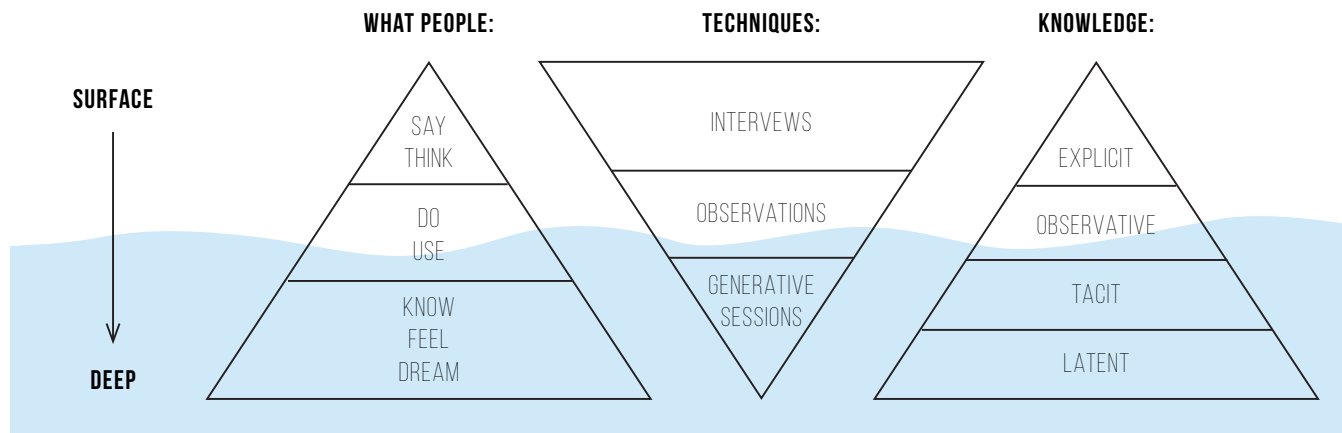 WHAT PEOPLE:
TECHNIQUES:
KNOWLEDGE:
SURFACE
DEEP
SAY
THINK
DO
USE
KNOW
FEEL
DREAM
INTERVEWS
OBSERVATIONS
GENERATIVE
SESSIONS
EXPLICIT
OBSERVATIVE
TACIT
LATENT